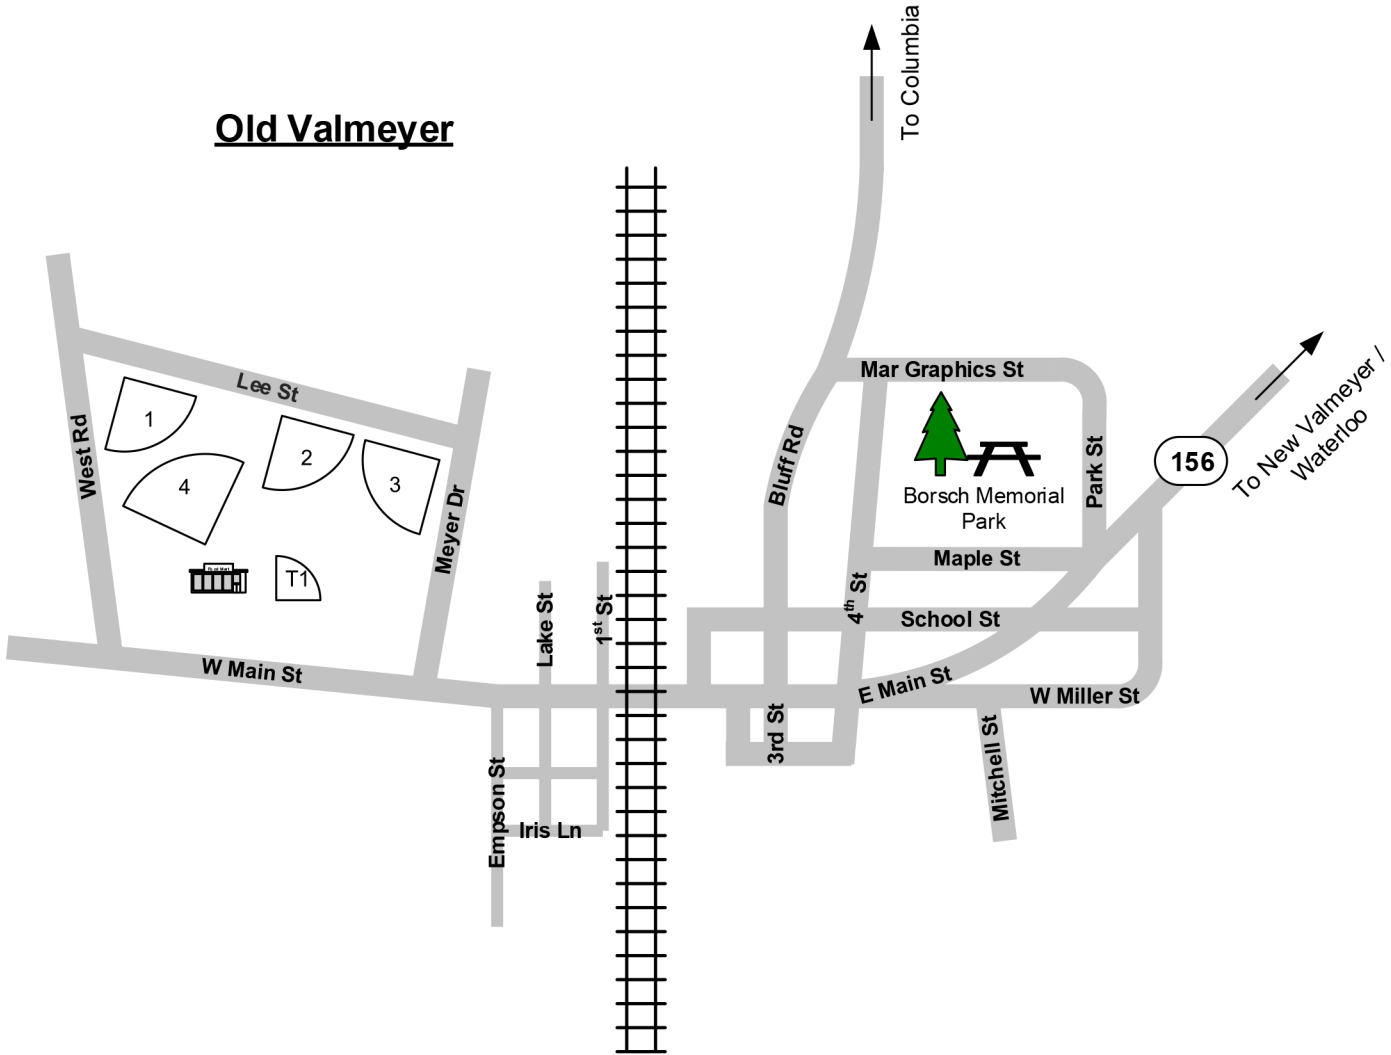 To Columbia
Old Valmeyer
Lee St
Mar Graphics St
To New Valmeyer /
Waterloo
West Rd
1
2
3
4
Meyer Dr
Bluff Rd
Park St
156
Borsch Memorial
Park
T1
Maple St
Lake St
1st St
4th St
School St
W Main St
E Main St
W Miller St
3rd St
Mitchell St
Empson St
Iris Ln